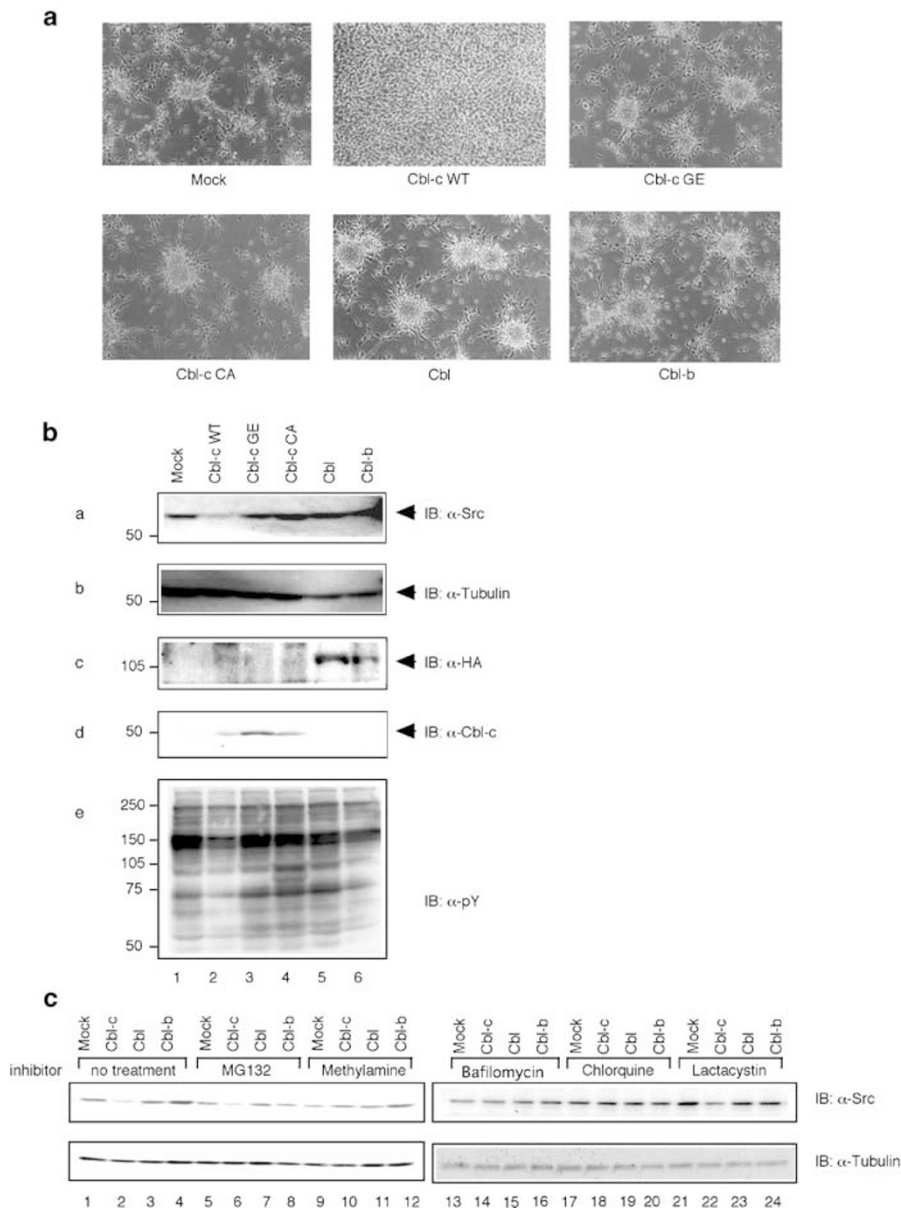 a
Mock
Cbl-c WT
Cbl-c GE
Cbl-c CA
Cbl
Cbl-b
b
Mock
Cbl-c WT
Cbl-c GE
Cbl-c CA
Cbl
Cbl-b
a
50
IB: α-Src
b
50
IB: α-Tubulin
c
105
IB: α-HA
d
50
IB: α-Cbl-c
e
250
150
105
75
50
IB: α-pY
1 2 3 4 5 6
c
Mock Cbl-c Cbl Cbl-b Mock Cbl-c Cbl Cbl-b Mock Cbl-c Cbl Cbl-b Mock Cbl-c Cbl Cbl-b Mock Cbl-c Cbl Cbl-b Mock Cbl-c Cbl Cbl-b
inhibitor no treatment MG132 Methylamine Bafilomycin Chlorquine Lactacystin
IB: α-Src
IB: α-Tubulin
1 2 3 4 5 6 7 8 9 10 11 12 13 14 15 16 17 18 19 20 21 22 23 24